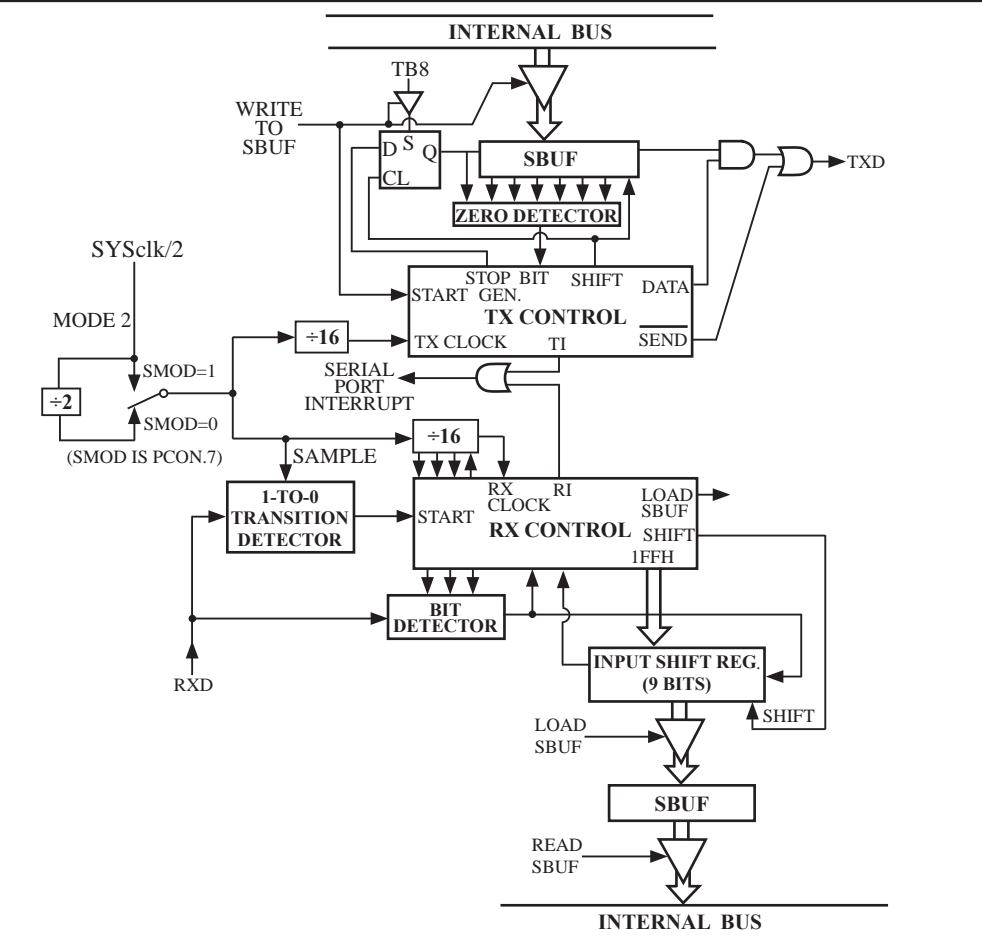 INTERNAL BUS
TB8
WRITE
TO
SBUF
D S Q
CL
SBUF
TXD
ZERO DETECTOR
SYSclk/2
STOP BIT SHIFT
START GEN. DATA
TX CONTROL
MODE 2
÷16
TX CLOCK TI SEND
SMOD=1
SERIAL
PORT
INTERRUPT
÷2
SMOD=0
÷16
(SMOD IS PCON.7)
SAMPLE
1-TO-0
TRANSITION
DETECTOR
RX RI LOAD
CLOCK SBUF
START
RX CONTROL SHIFT
1FFH
BIT
DETECTOR
RXD
INPUT SHIFT REG.
(9 BITS)
SHIFT
LOAD
SBUF
SBUF
READ
SBUF
INTERNAL BUS